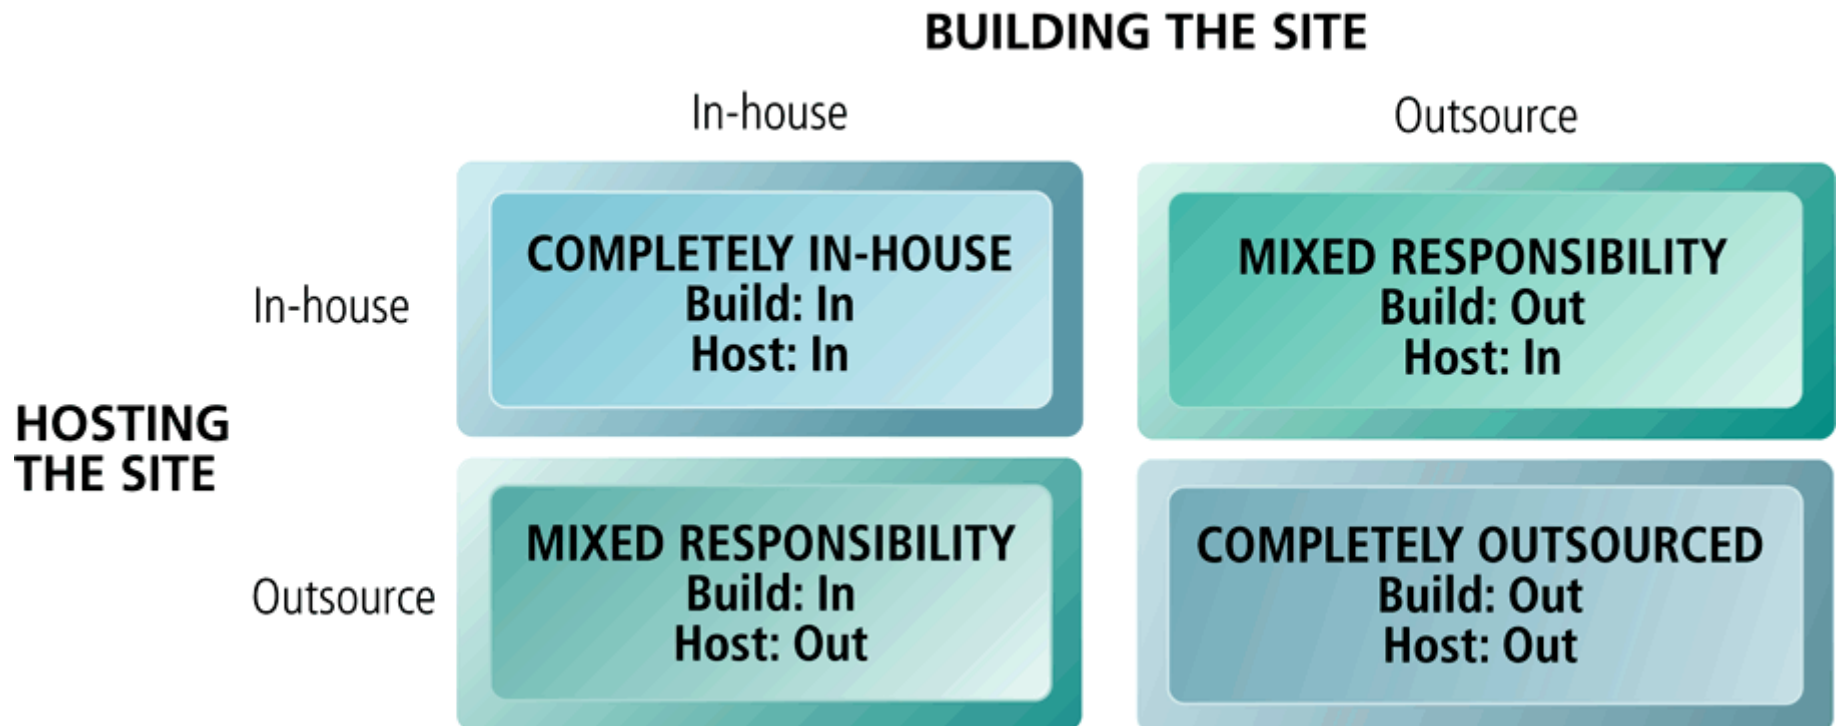 BUILDING THE SITE
In-house
Outsource
In-house
COMPLETELY IN-HOUSE
Build: In
Host: In
MIXED RESPONSIBILITY
Build: Out
Host: In
HOSTING
THE SITE
Outsource
MIXED RESPONSIBILITY
Build: In
Host: Out
COMPLETELY OUTSOURCED
Build: Out
Host: Out